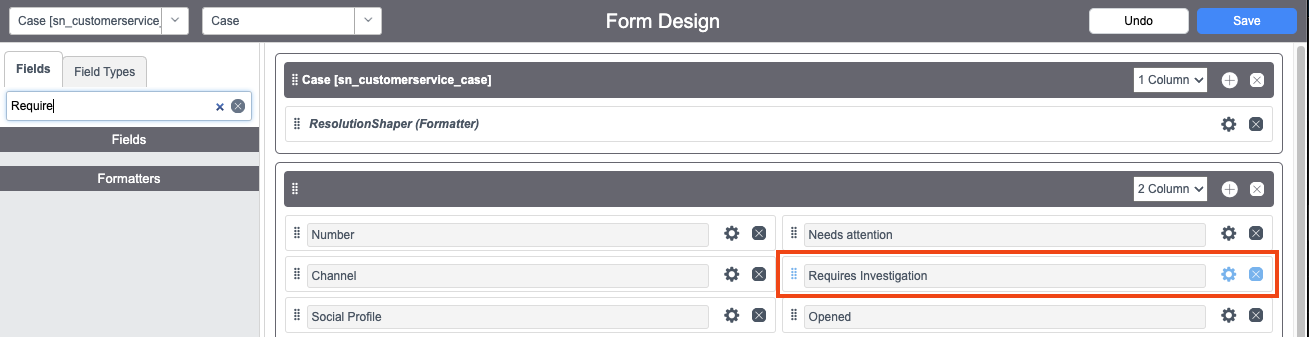 Case [sn_customerservice_
Case
Form Design
Undo
Save
Fields
Field Types
Require
Fields
Formatters
Case [sn_customerservice_case]
1 Column
ResolutionShaper (Formatter)
2 Column
Number
Needs attention
Channel
Requires Investigation
Social Profile
Opened